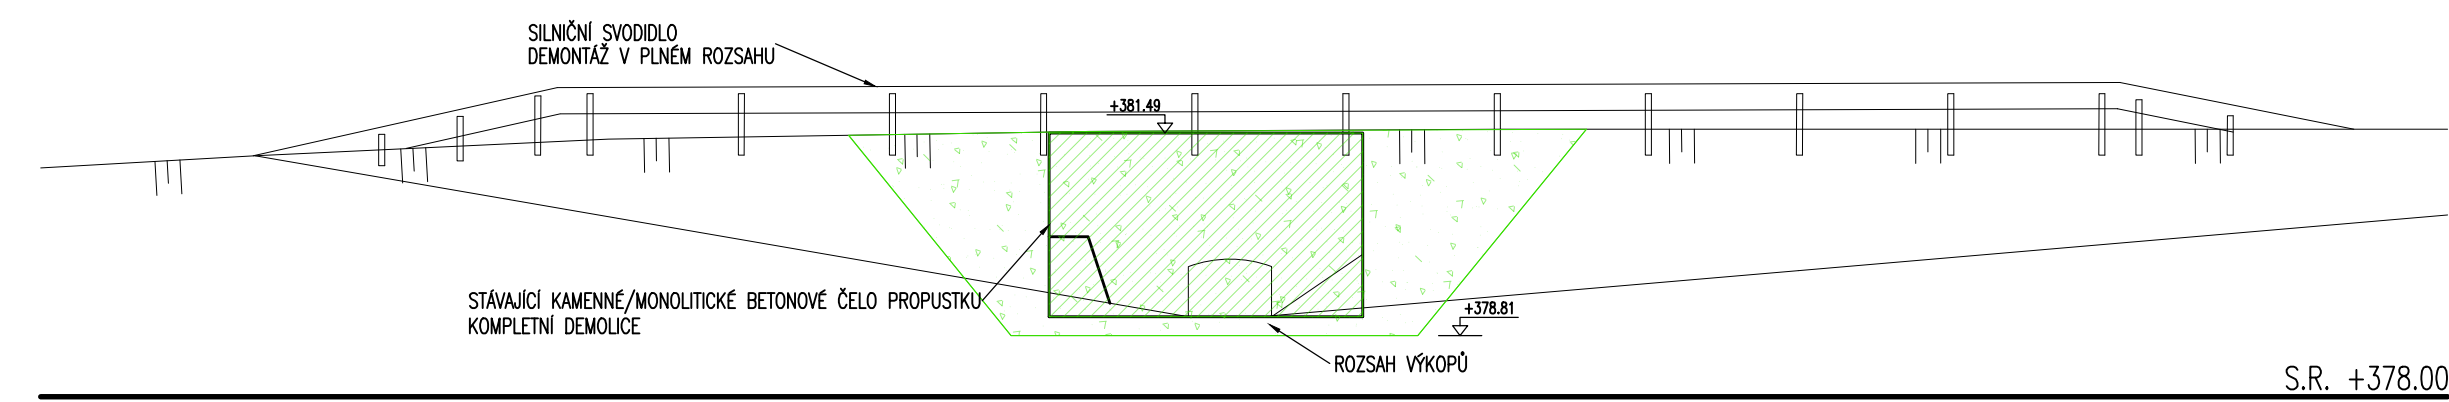 SILNIČNÍ SVODIDLO
DEMONTÁŽ V PLNÉM ROZSAHU
+381.49
STÁVAJÍCÍ KAMENNÉ/MONOLITICKÉ BETONOVÉ ČELO PROPUSTKU
KOMPLETNÍ DEMOLICE
+378.81
ROZSAH VÝKOPŮ
S.R. +378.00